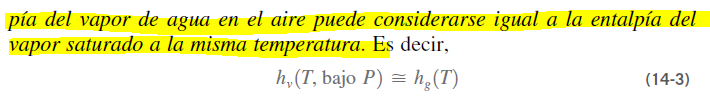 pía del vapor de agua en el aire puede considerarse igual a la entalpía del
vapor saturado a la misma temperatura. Es decir,
hᵥ(T, bajo P) ≅ h_g(T) (14-3)